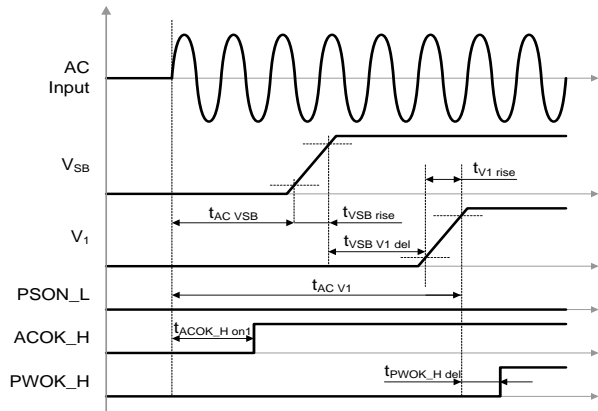 AC
Input
VSB
tV1 rise
tAC VSB
tVSB rise
V1
tVSB V1 del
tAC V1
PSON_L
ACOK_H
tACOK_H on1
PWOK_H
tPWOK_H del